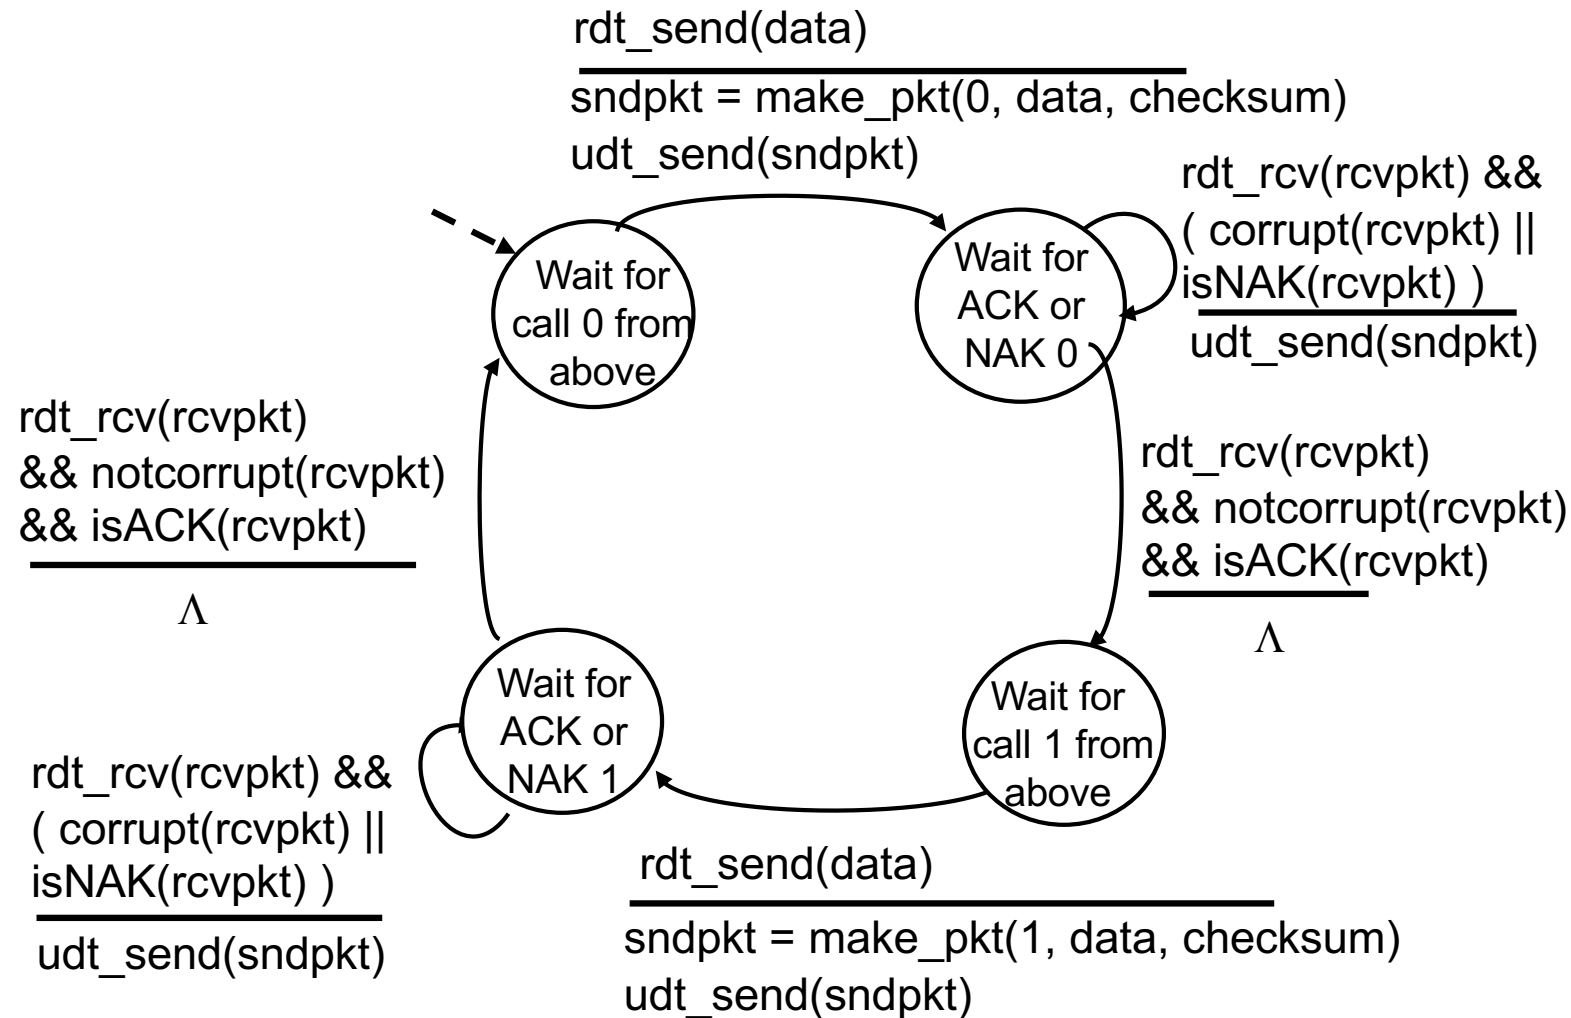 rdt_send(data)
sndpkt = make_pkt(0, data, checksum)
udt_send(sndpkt)
rdt_rcv(rcvpkt) &&
( corrupt(rcvpkt) ||
isNAK(rcvpkt) )
udt_send(sndpkt)
Wait for
call 0 from
above
Wait for
ACK or
NAK 0
rdt_rcv(rcvpkt)
&& notcorrupt(rcvpkt)
&& isACK(rcvpkt)
Λ
rdt_rcv(rcvpkt)
&& notcorrupt(rcvpkt)
&& isACK(rcvpkt)
Λ
Wait for
ACK or
NAK 1
Wait for
call 1 from
above
rdt_rcv(rcvpkt) &&
( corrupt(rcvpkt) ||
isNAK(rcvpkt) )
udt_send(sndpkt)
rdt_send(data)
sndpkt = make_pkt(1, data, checksum)
udt_send(sndpkt)